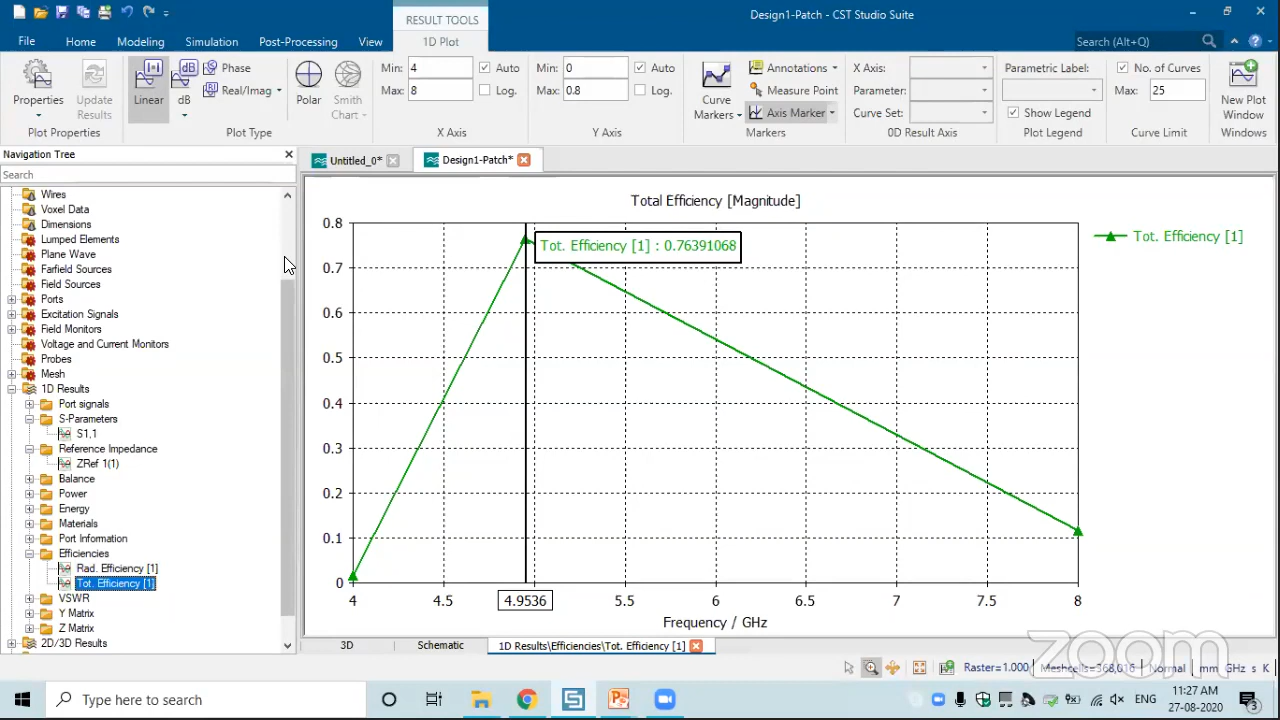 RESULT TOOLS
Design1-Patch - CST Studio Suite
File Home Modeling Simulation Post-Processing View 1D Plot Search (Alt+Q)
Properties Update Results Linear dB Phase Real/Imag Polar Smith Chart
Min: 4 Auto
Max: 8 Log.
Min: 0 Auto
Max: 0.8 Log.
Curve Markers Annotations Measure Point Axis Marker
X Axis:
Parameter:
Curve Set:
Parametric Label:
Show Legend
No. of Curves
Max: 25
New Plot Window
Plot Properties Plot Type X Axis Y Axis Markers 0D Result Axis Plot Legend Curve Limit Windows
Navigation Tree
Search
Wires
Voxel Data
Dimensions
Lumped Elements
Plane Wave
Farfield Sources
Field Sources
Ports
Excitation Signals
Field Monitors
Voltage and Current Monitors
Probes
Mesh
1D Results
Port signals
S-Parameters
S1,1
Reference Impedance
ZRef 1(1)
Balance
Power
Energy
Materials
Port Information
Efficiencies
Rad. Efficiency [1]
Tot. Efficiency [1]
VSWR
Y Matrix
Z Matrix
2D/3D Results
Untitled_0* Design1-Patch*
Total Efficiency [Magnitude]
0.8
0.7
0.6
0.5
0.4
0.3
0.2
0.1
0
Tot. Efficiency [1] : 0.76391068
Tot. Efficiency [1]
4 4.5 4.9536 5.5 6 6.5 7 7.5 8
Frequency / GHz
3D Schematic 1D Results\Efficiencies\Tot. Efficiency [1]
zoom
Raster=1.000 Meshcells=368,016 Normal mm GHz s K
Type here to search
ENG
11:27 AM
27-08-2020
3